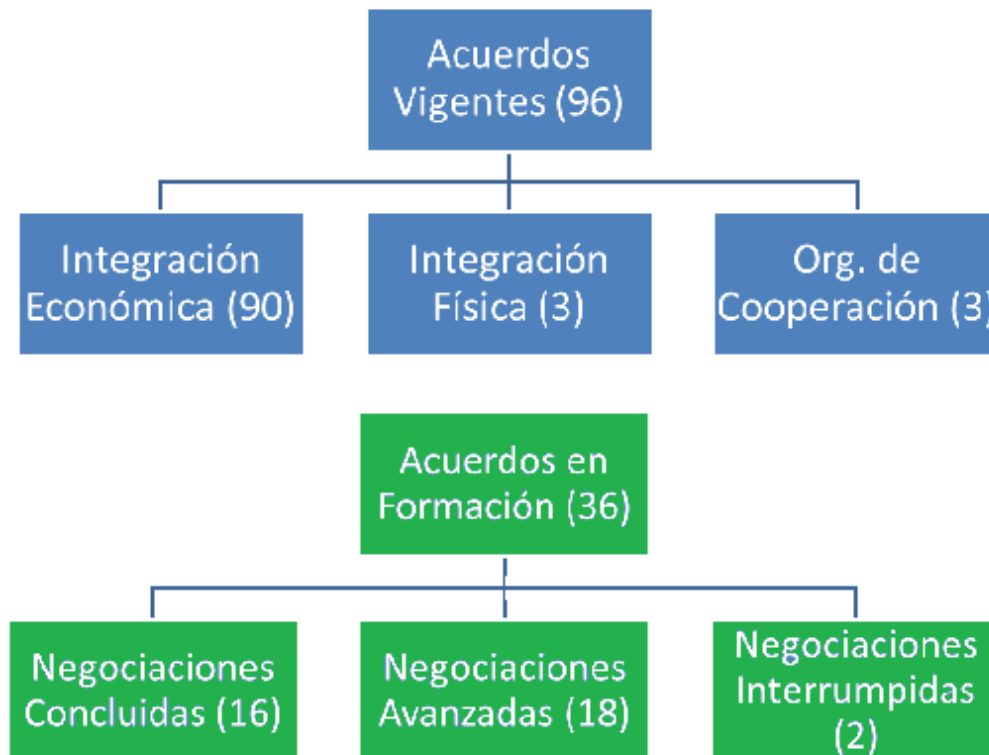 Acuerdos
Vigentes (96)
Integración
Económica (90)
Integración
Física (3)
Org. de
Cooperación (3)
Acuerdos en
Formación (36)
Negociaciones
Concluidas (16)
Negociaciones
Avanzadas (18)
Negociaciones
Interrumpidas
(2)